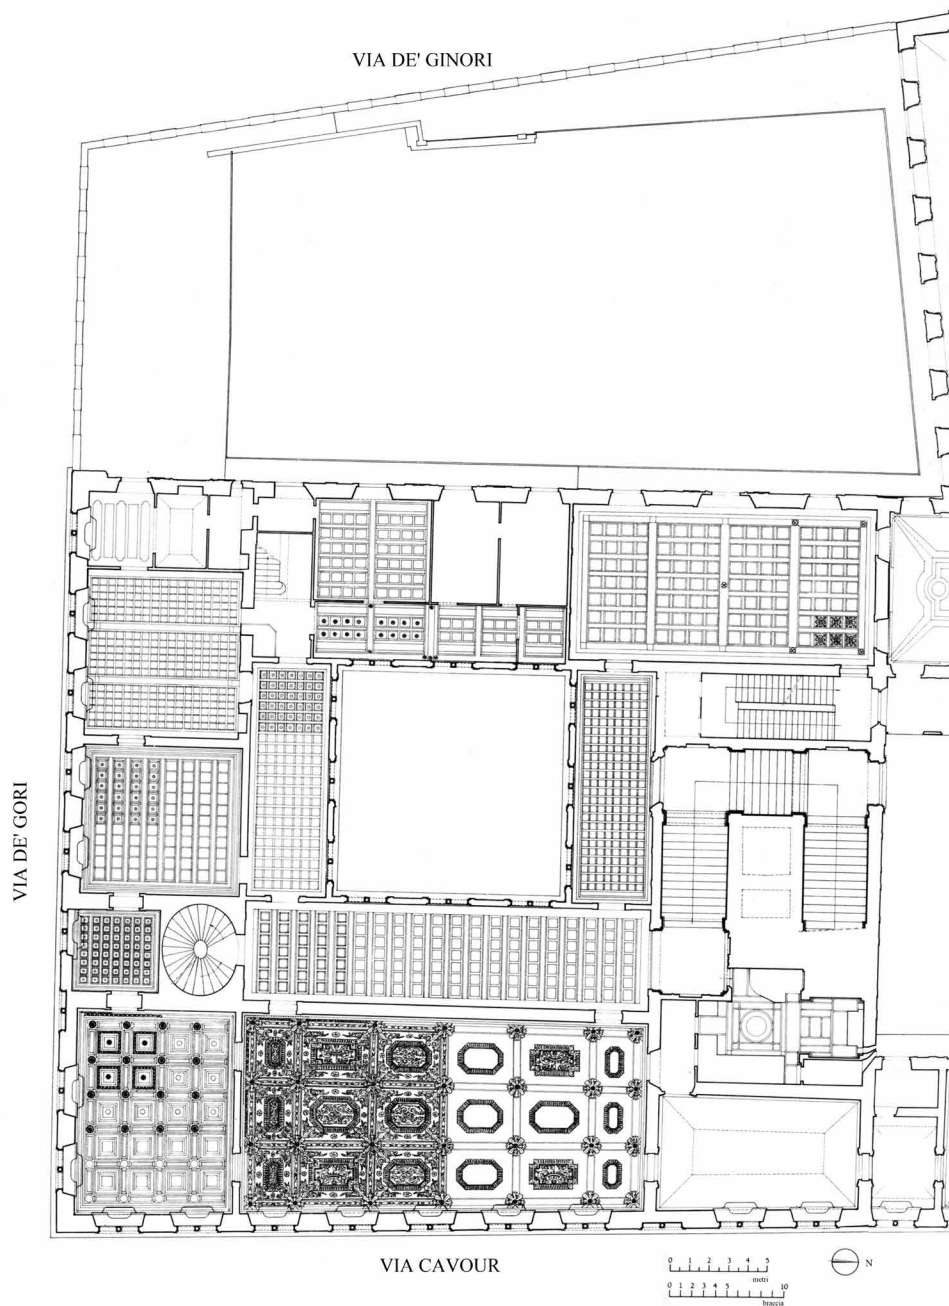 VIA DE' GINORI
VIA DE' GORI
VIA CAVOUR
0 1 2 3 4 5
metri
0 1 2 3 4 5 10
braccia
N